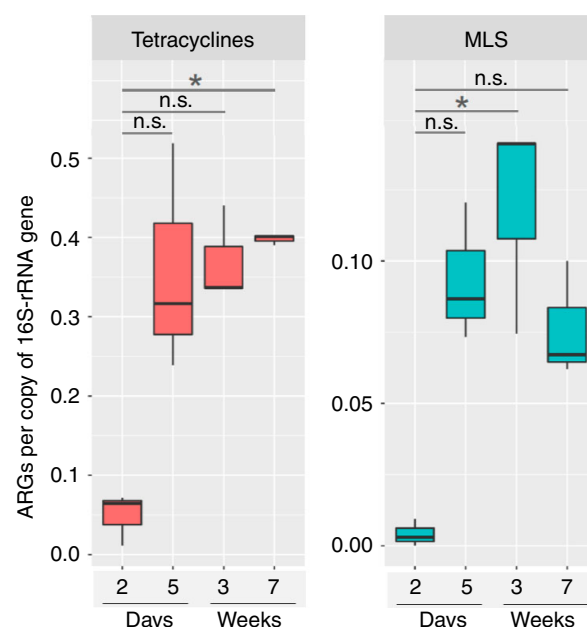 Tetracyclines
MLS
*
n.s.
n.s.
n.s.
*
n.s.
ARGs per copy of 16S-rRNA gene
0.5
0.4
0.3
0.2
0.1
0.0
0.10
0.05
0.00
2 5 3 7
Days Weeks
2 5 3 7
Days Weeks